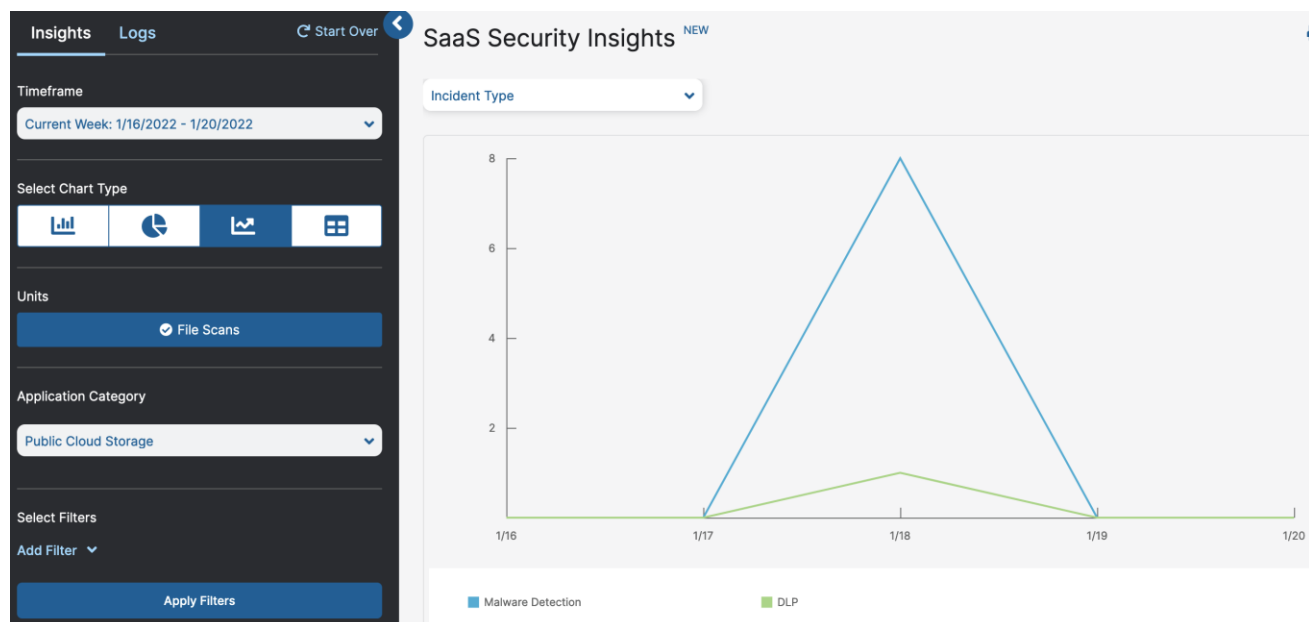 Insights Logs Start Over
Timeframe
Current Week: 1/16/2022 - 1/20/2022
Select Chart Type
Units
File Scans
Application Category
Public Cloud Storage
Select Filters
Add Filter
Apply Filters
SaaS Security Insights NEW
Incident Type
8
6
4
2
1/16 1/17 1/18 1/19 1/20
Malware Detection DLP